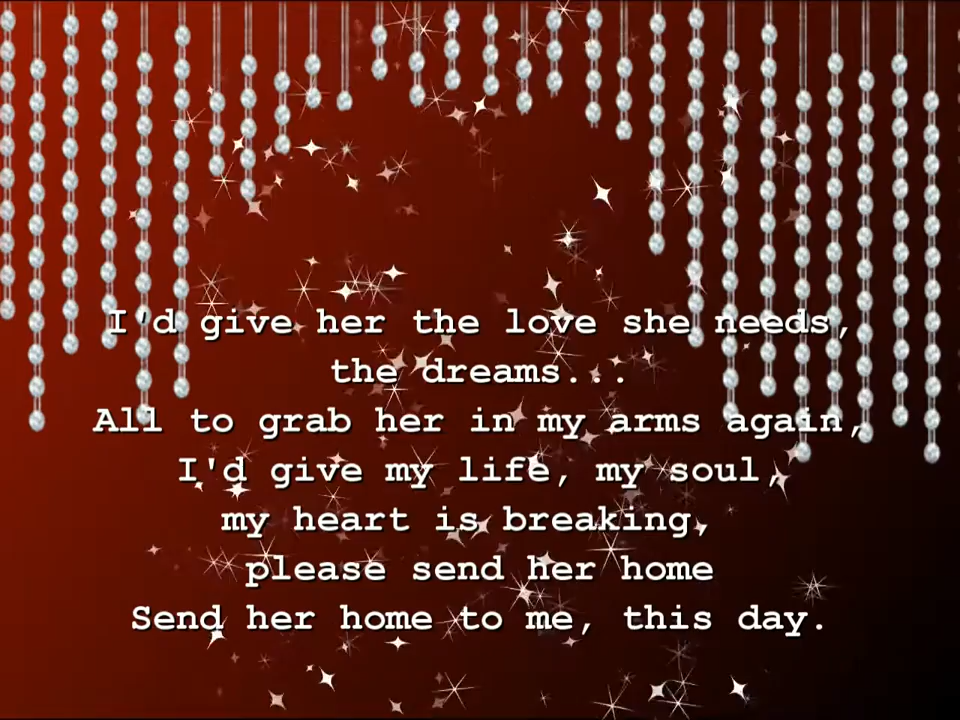 I'd give her the love she needs,
the dreams...
All to grab her in my arms again,
I'd give my life, my soul,
my heart is breaking,
please send her home
Send her home to me, this day.